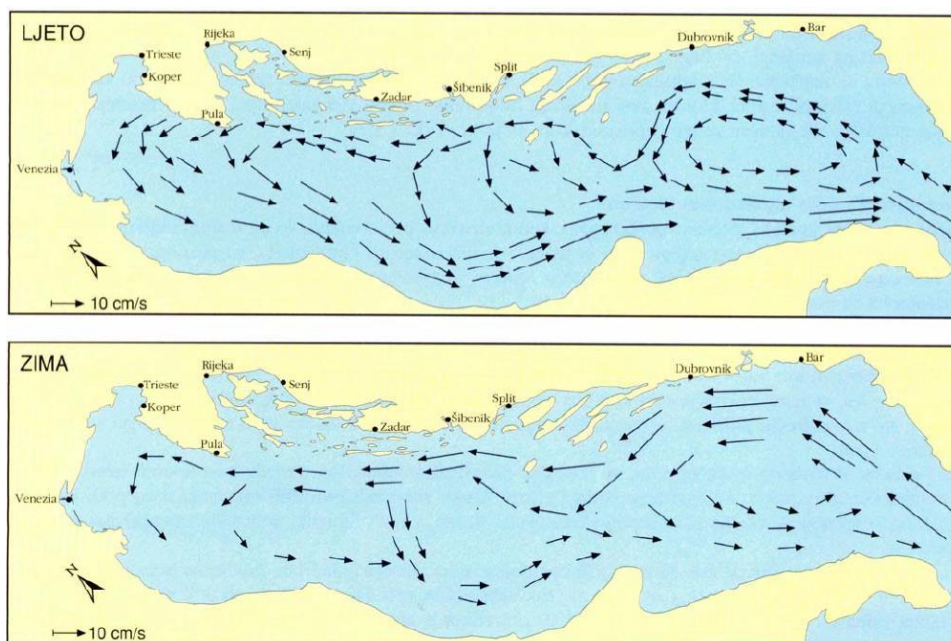 LJETO
Rijeka
Senj
Trieste
Koper
Pula
Zadar
Šibenik
Split
Dubrovnik
Bar
Venezia
N
10 cm/s
ZIMA
Rijeka
Senj
Trieste
Koper
Pula
Zadar
Šibenik
Split
Dubrovnik
Bar
Venezia
N
10 cm/s